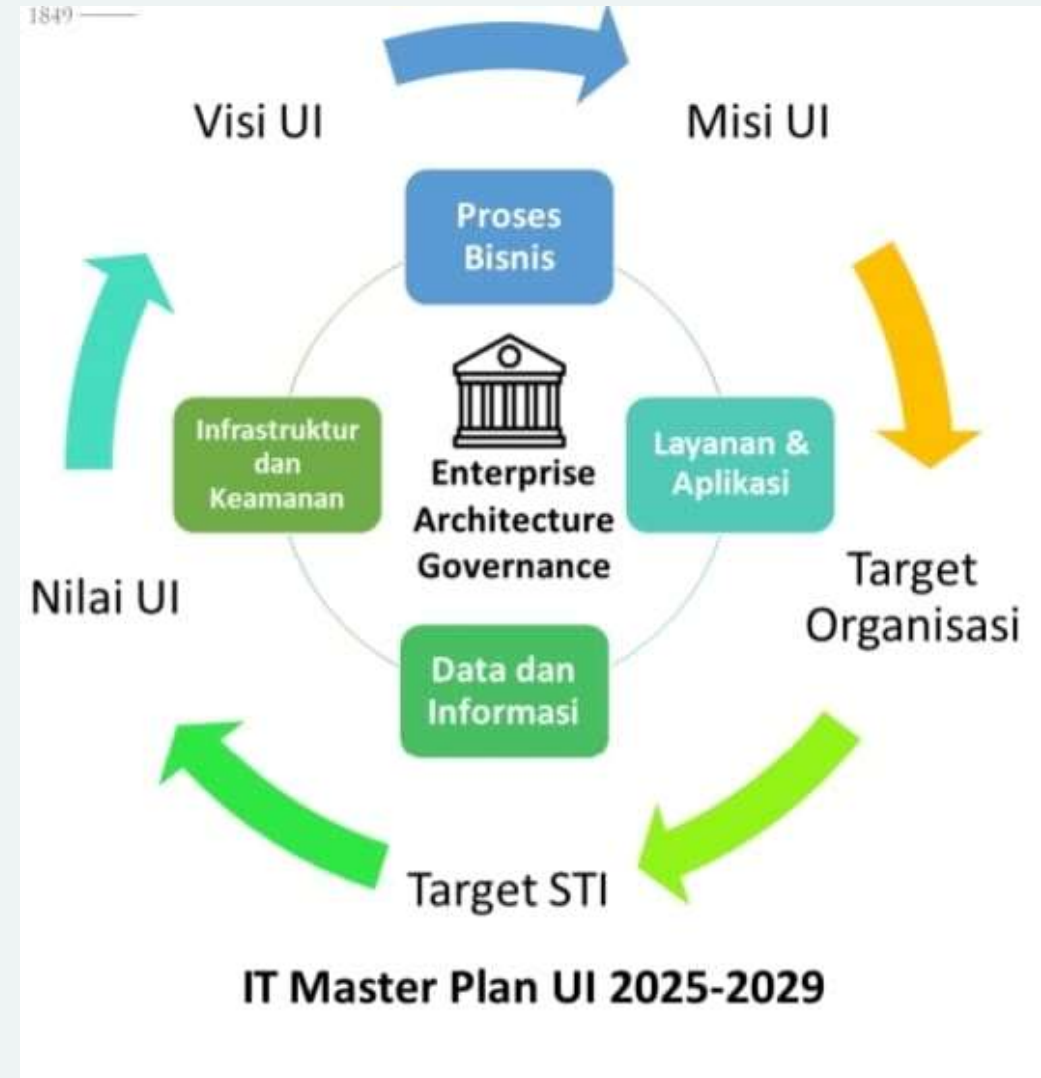 1849
Visi UI
Misi UI
Proses
Bisnis
Infrastruktur
dan
Keamanan
Enterprise
Architecture
Governance
Layanan &
Aplikasi
Nilai UI
Target
Organisasi
Data dan
Informasi
Target STI
IT Master Plan UI 2025-2029